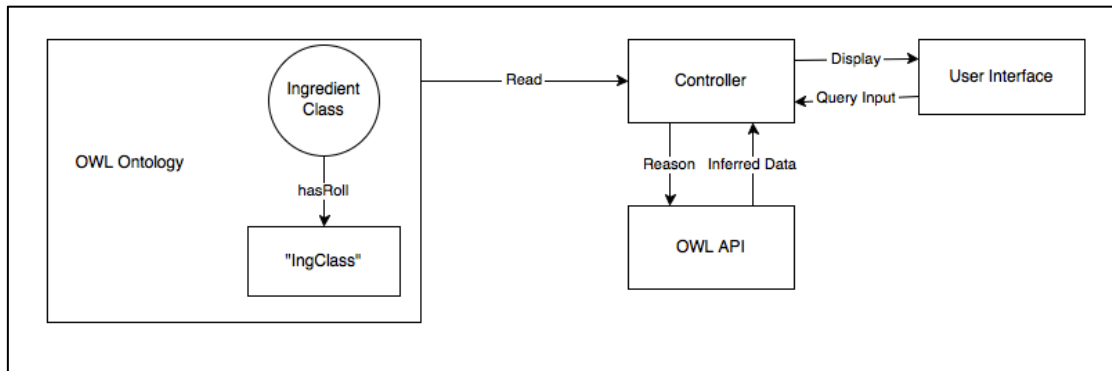 OWL Ontology
Ingredient
Class
hasRoll
"IngClass"
Read
Controller
Display
Query Input
User Interface
Reason
Inferred Data
OWL API